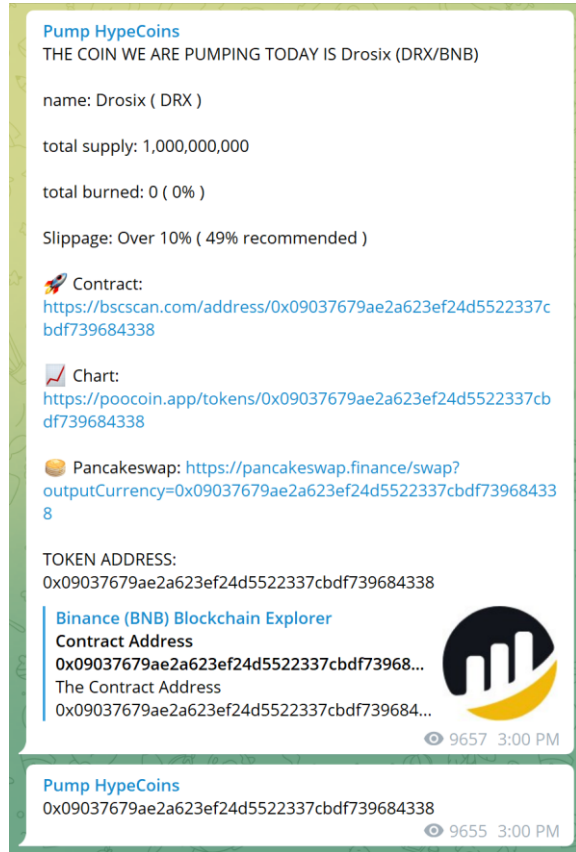 Pump HypeCoins
THE COIN WE ARE PUMPING TODAY IS Drosix (DRX/BNB)
name: Drosix ( DRX )
total supply: 1,000,000,000
total burned: 0 ( 0% )
Slippage: Over 10% ( 49% recommended )
🚀 Contract:
https://bscscan.com/address/0x09037679ae2a623ef24d5522337c
bdf739684338
📈 Chart:
https://poocoin.app/tokens/0x09037679ae2a623ef24d5522337cb
df739684338
🥞 Pancakeswap: https://pancakeswap.finance/swap?
outputCurrency=0x09037679ae2a623ef24d5522337cbdf73968433
8
TOKEN ADDRESS:
0x09037679ae2a623ef24d5522337cbdf739684338
Binance (BNB) Blockchain Explorer
Contract Address
0x09037679ae2a623ef24d5522337cbdf73968...
The Contract Address
0x09037679ae2a623ef24d5522337cbdf739684...
9657 3:00 PM
Pump HypeCoins
0x09037679ae2a623ef24d5522337cbdf739684338
9655 3:00 PM